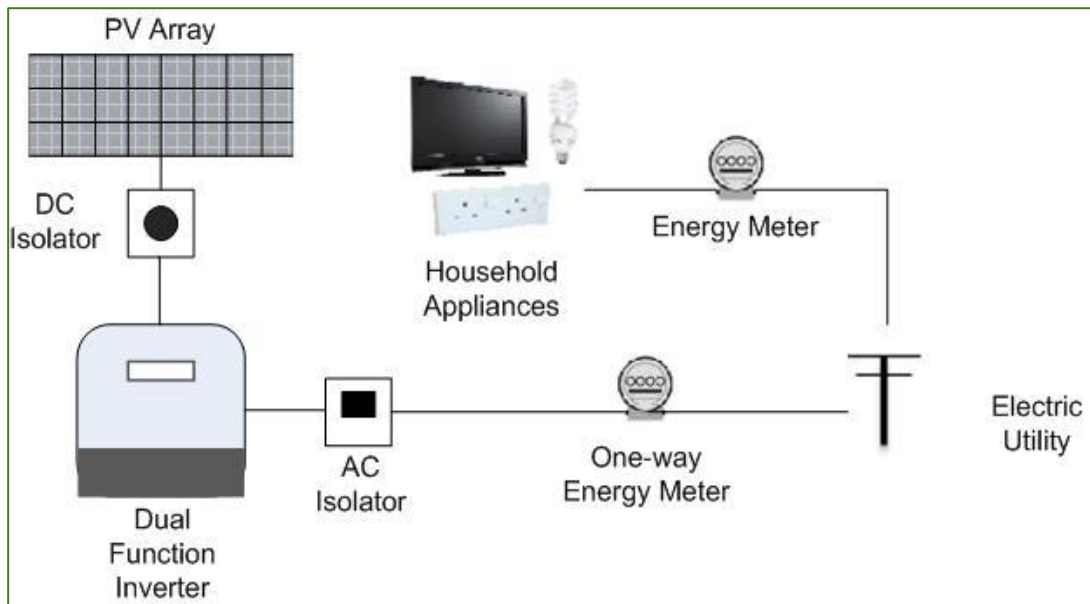 PV Array
DC
Isolator
Household
Appliances
Energy Meter
Dual
Function
Inverter
AC
Isolator
One-way
Energy Meter
Electric
Utility